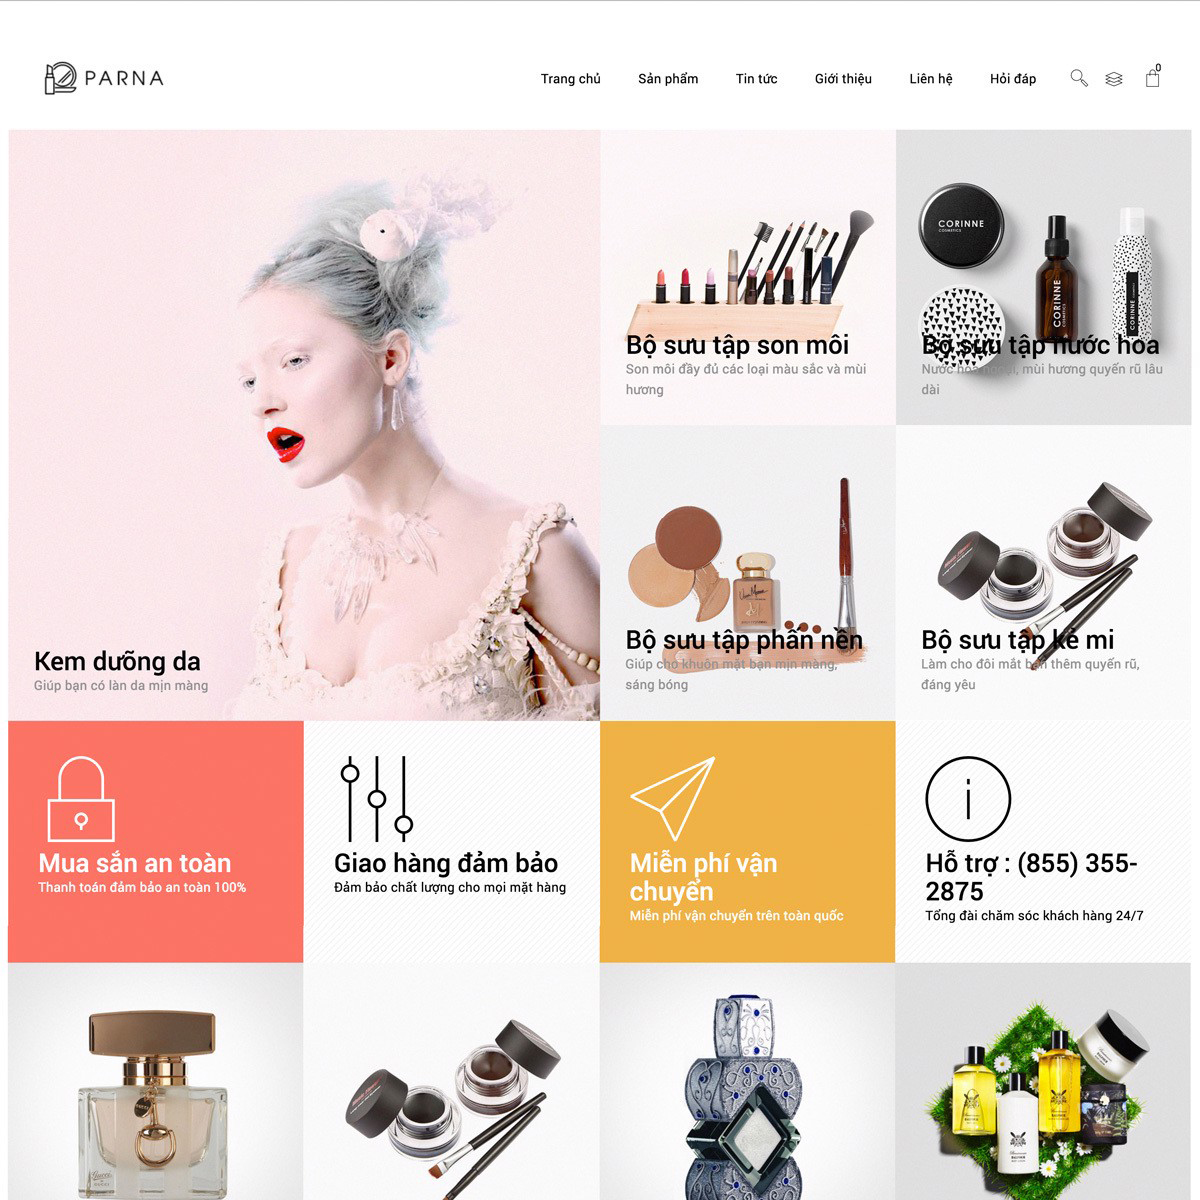 PARNA
Trang chủ
Sản phẩm
Tin tức
Giới thiệu
Liên hệ
Hỏi đáp
0
CORINNE
COSMETICS
CORINNE
CORINNE
Bộ sưu tập son môi
Son môi đầy đủ các loại màu sắc và mùi
hương
Bộ sưu tập nước hoa
Nước hoa ngoại, mùi hương quyến rũ lâu
dài
Kem dưỡng da
Giúp bạn có làn da mịn màng
Bộ sưu tập phấn nền
Giúp cho khuôn mặt bạn mịn màng,
sáng bóng
Bộ sưu tập kẻ mi
Làm cho đôi mắt bạn thêm quyến rũ,
đáng yêu
Mua sắn an toàn
Thanh toán đảm bảo an toàn 100%
Giao hàng đảm bảo
Đảm bảo chất lượng cho mọi mặt hàng
Miễn phí vận
chuyển
Miễn phí vận chuyển trên toàn quốc
Hỗ trợ : (855) 355-
2875
Tổng đài chăm sóc khách hàng 24/7
Gucci